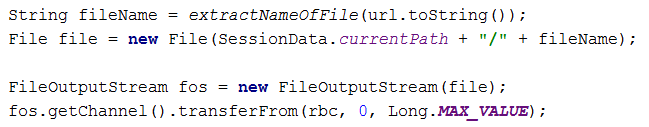 String fileName = extractNameOfFile(url.toString());
File file = new File(SessionData.currentPath + "/" + fileName);
FileOutputStream fos = new FileOutputStream(file);
fos.getChannel().transferFrom(rbc, 0, Long.MAX_VALUE);